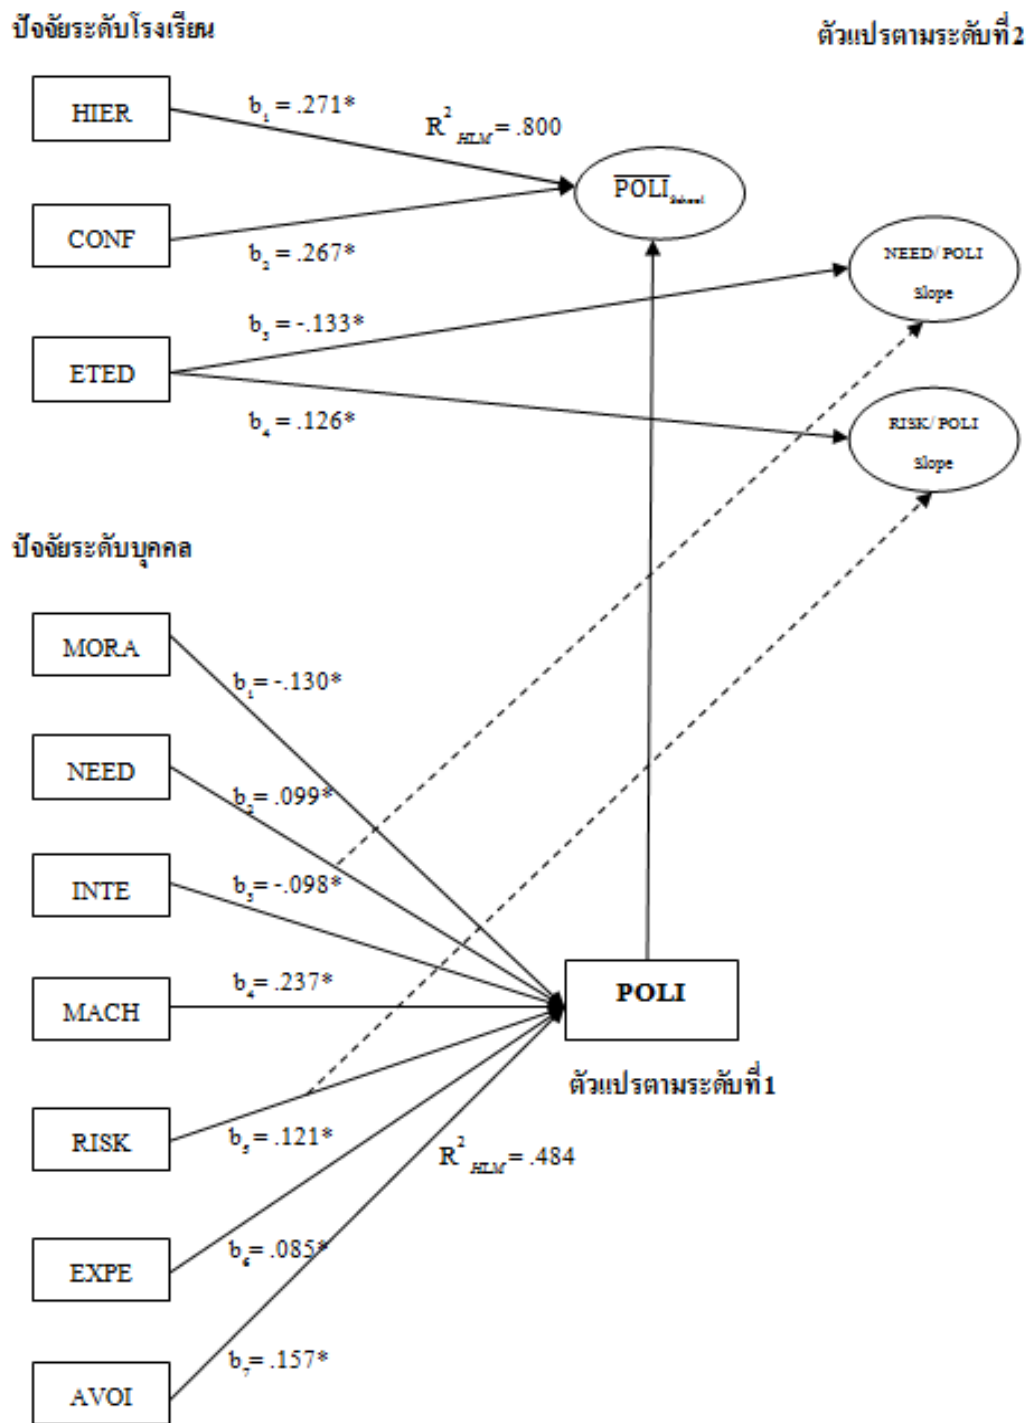 ปัจจัยระดับโรงเรียน
ตัวแปรตามระดับที่2
HIER
b₁ = .271*
R²HLM = .800
POLI School
CONF
b₂ = .267*
NEED/ POLI
Slope
b₃ = -.133*
ETED
b₄ = .126*
RISK/ POLI
Slope
ปัจจัยระดับบุคคล
MORA
b₁= -.130*
NEED
b₂= .099*
INTE
b₃= -.098*
MACH
b₄= .237*
POLI
ตัวแปรตามระดับที่1
RISK
b₅= .121*
R²HLM = .484
EXPE
b₆= .085*
AVOI
b₇= .157*